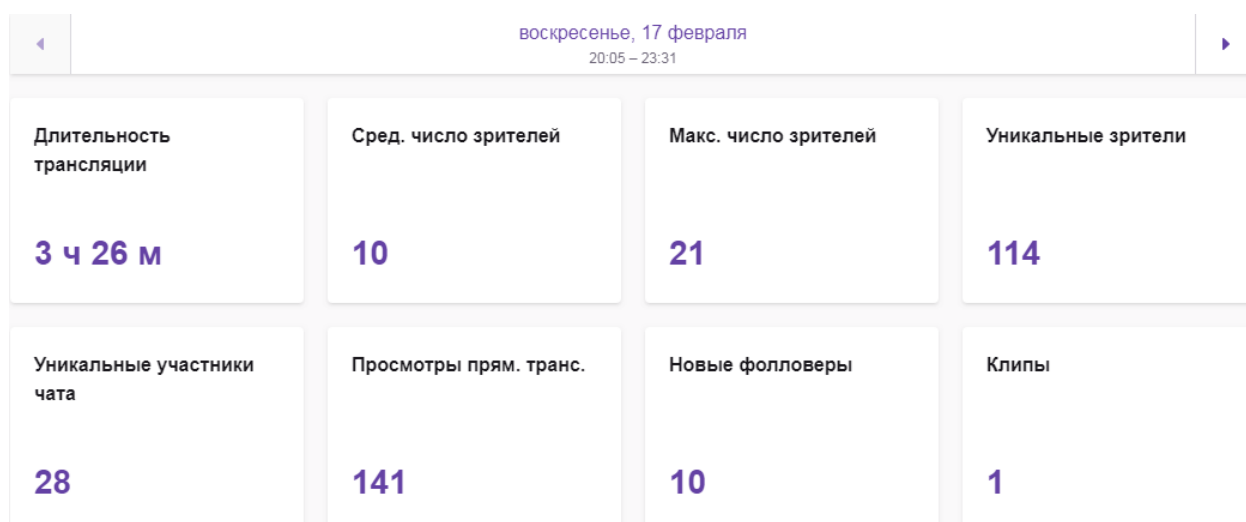 воскресенье, 17 февраля
20:05 – 23:31
Длительность
трансляции
3 ч 26 м
Сред. число зрителей
10
Макс. число зрителей
21
Уникальные зрители
114
Уникальные участники
чата
28
Просмотры прям. транс.
141
Новые фолловеры
10
Клипы
1